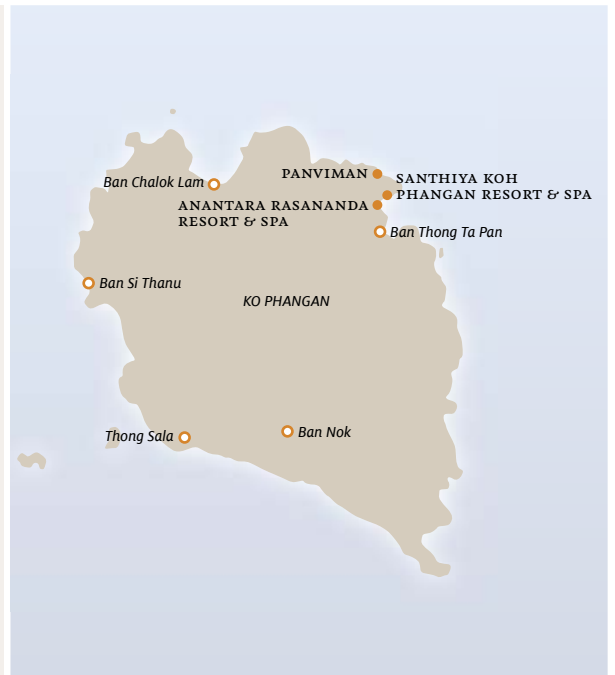 PANVIMAN
SANTHIYA KOH
PHANGAN RESORT & SPA
Ban Chalok Lam
ANANTARA RASANANDA
RESORT & SPA
Ban Thong Ta Pan
Ban Si Thanu
KO PHANGAN
Thong Sala
Ban Nok